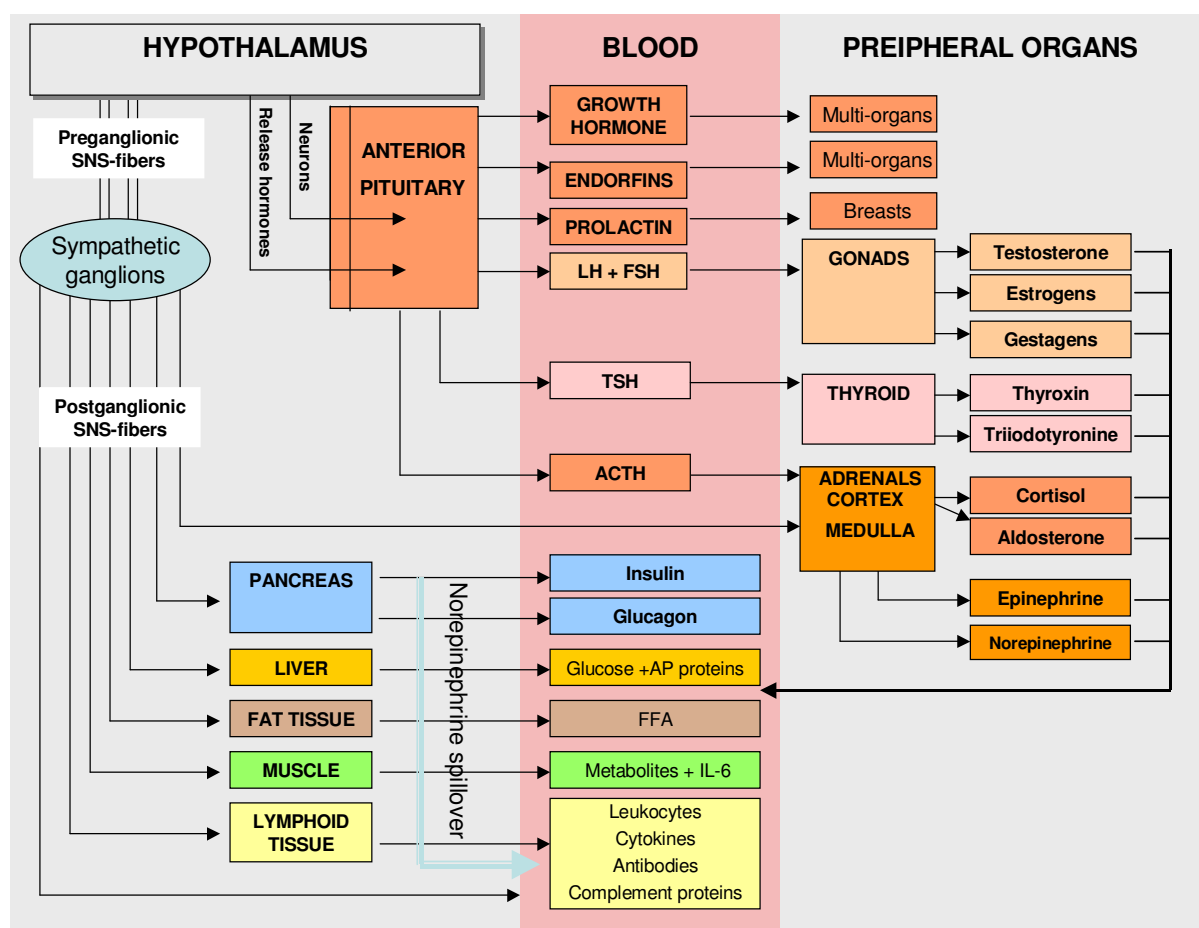 HYPOTHALAMUS
BLOOD
PREIPHERAL ORGANS
Preganglionic
SNS-fibers
Release hormones
Neurons
ANTERIOR
PITUITARY
GROWTH
HORMONE
Multi-organs
ENDORFINS
Multi-organs
PROLACTIN
Breasts
Sympathetic
ganglions
LH + FSH
GONADS
Testosterone
Estrogens
Gestagens
Postganglionic
SNS-fibers
TSH
THYROID
Thyroxin
Triiodotyronine
ACTH
ADRENALS
CORTEX
MEDULLA
Cortisol
Aldosterone
Epinephrine
Norepinephrine
PANCREAS
Insulin
Glucagon
Norepinephrine spillover
LIVER
Glucose +AP proteins
FAT TISSUE
FFA
MUSCLE
Metabolites + IL-6
LYMPHOID
TISSUE
Leukocytes
Cytokines
Antibodies
Complement proteins